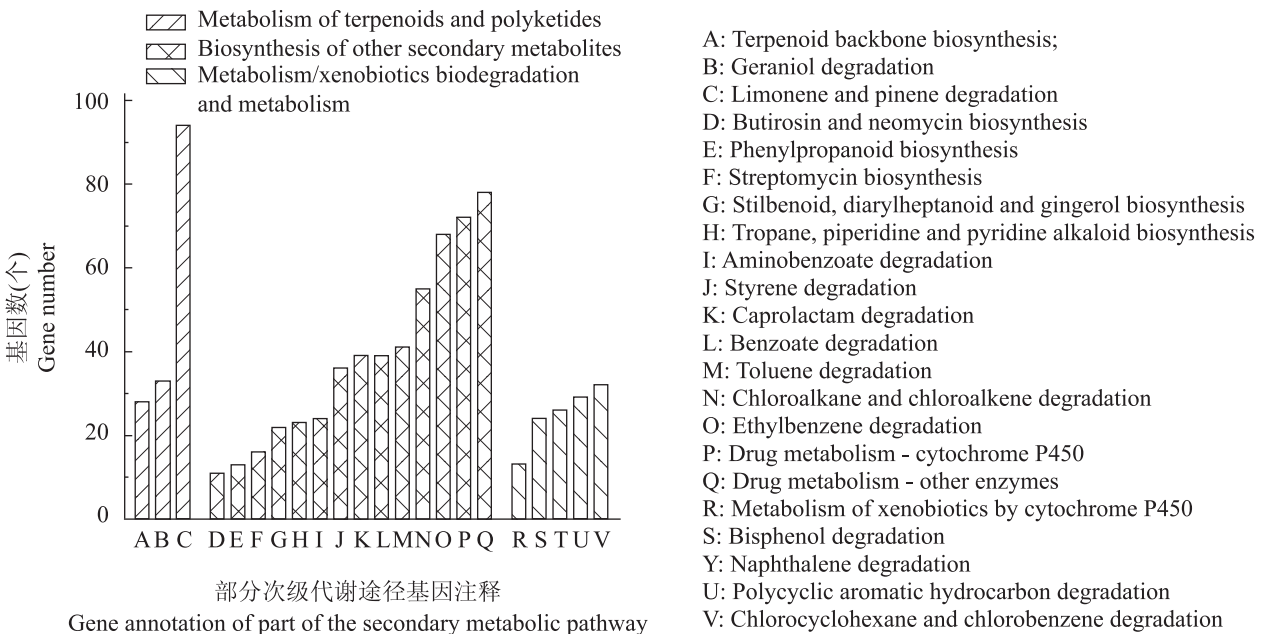 Metabolism of terpenoids and polyketides
Biosynthesis of other secondary metabolites
Metabolism/xenobiotics biodegradation
and metabolism
100
80
60
40
20
0
基因数(个)
Gene number
A B C D E F G H I J K L M N O P Q R S T U V
部分次级代谢途径基因注释
Gene annotation of part of the secondary metabolic pathway
A: Terpenoid backbone biosynthesis;
B: Geraniol degradation
C: Limonene and pinene degradation
D: Butirosin and neomycin biosynthesis
E: Phenylpropanoid biosynthesis
F: Streptomycin biosynthesis
G: Stilbenoid, diarylheptanoid and gingerol biosynthesis
H: Tropane, piperidine and pyridine alkaloid biosynthesis
I: Aminobenzoate degradation
J: Styrene degradation
K: Caprolactam degradation
L: Benzoate degradation
M: Toluene degradation
N: Chloroalkane and chloroalkene degradation
O: Ethylbenzene degradation
P: Drug metabolism - cytochrome P450
Q: Drug metabolism - other enzymes
R: Metabolism of xenobiotics by cytochrome P450
S: Bisphenol degradation
Y: Naphthalene degradation
U: Polycyclic aromatic hydrocarbon degradation
V: Chlorocyclohexane and chlorobenzene degradation